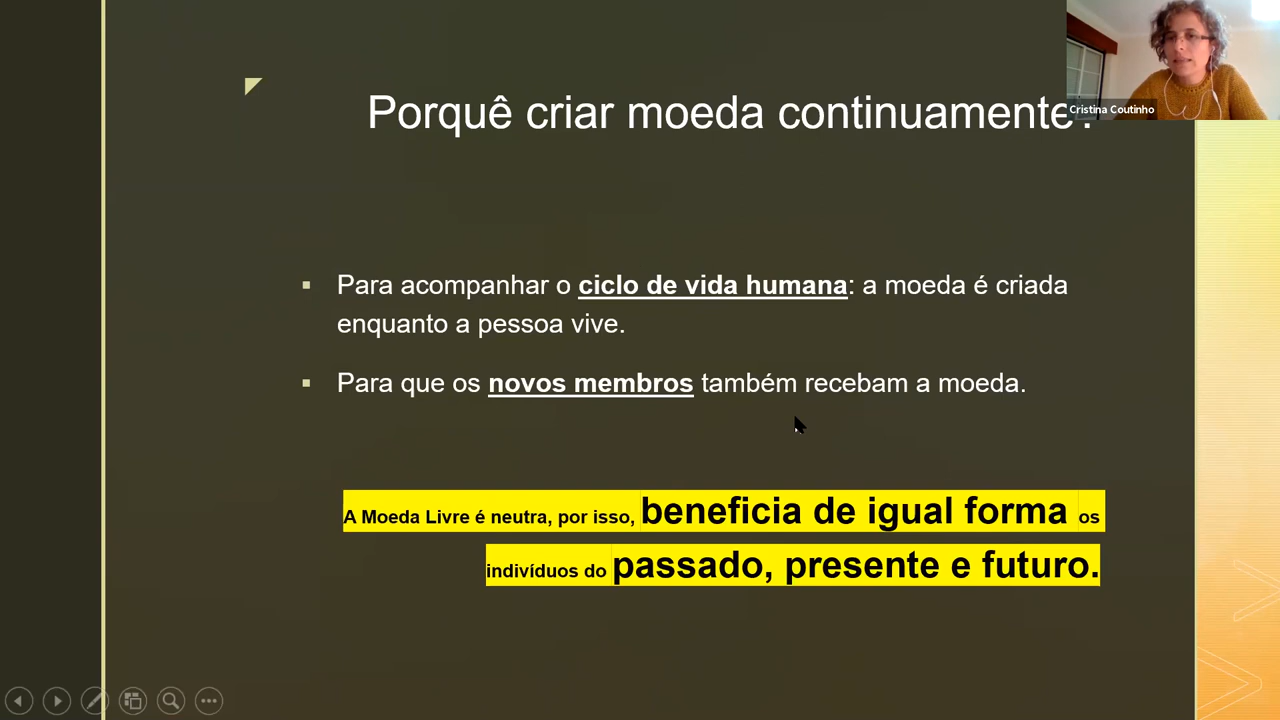 Porquê criar moeda continuamente?
Cristina Coutinho
▪ Para acompanhar o ciclo de vida humana: a moeda é criada
enquanto a pessoa vive.
▪ Para que os novos membros também recebam a moeda.
A Moeda Livre é neutra, por isso, beneficia de igual forma os
indivíduos do passado, presente e futuro.